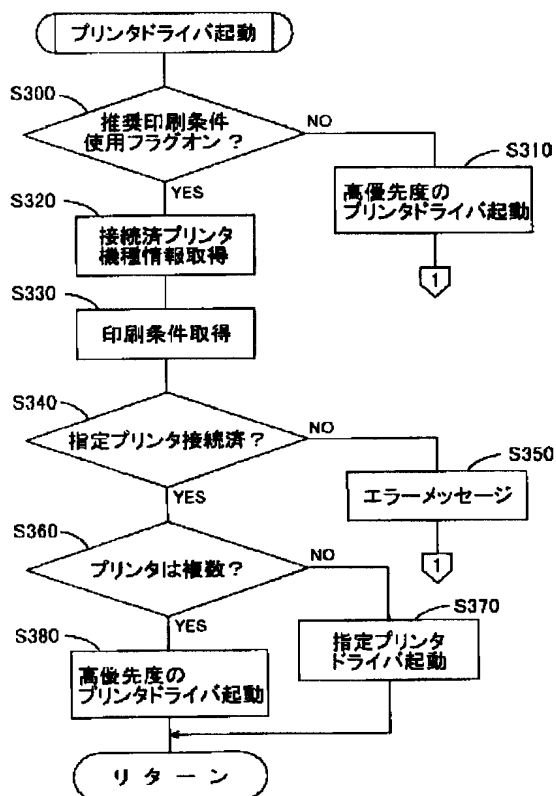 プリンタドライバ起動
S300
推奨印刷条件
使用フラグオン？
NO
YES
S310
高優先度の
プリンタドライバ起動
1
S320
接続済プリンタ
機種情報取得
S330
印刷条件取得
S340
指定プリンタ接続済？
NO
YES
S350
エラーメッセージ
1
S360
プリンタは複数？
NO
YES
S370
指定プリンタ
ドライバ起動
S380
高優先度の
プリンタドライバ起動
リターン